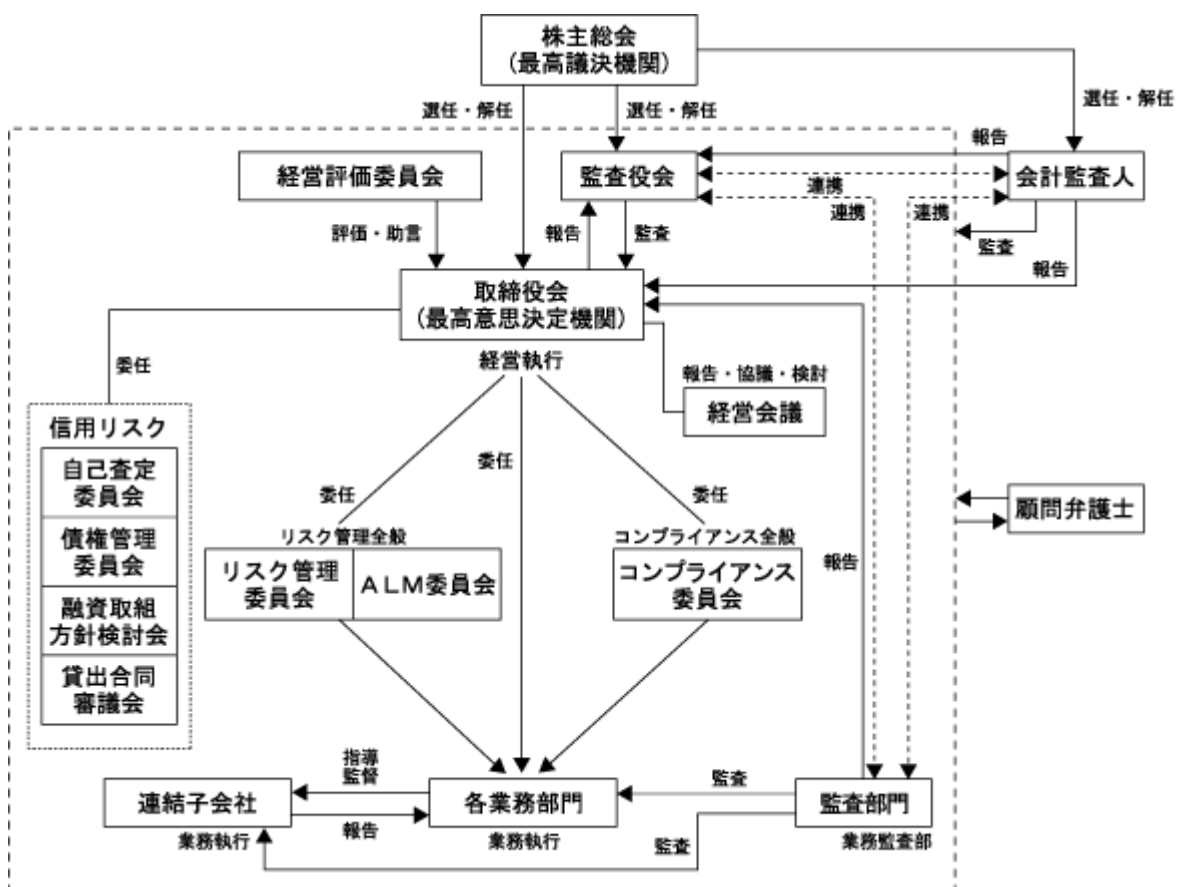 株主総会
(最高議決機関)
選任・解任
選任・解任
選任・解任
経営評価委員会
監査役会
報告
連携
会計監査人
評価・助言
報告
監査
連携
連携
監査
報告
取締役会
(最高意思決定機関)
経営執行
委任
報告・協議・検討
経営会議
信用リスク
自己査定
委員会
債権管理
委員会
融資取組
方針検討会
貸出合同
審議会
委任
委任
委任
リスク管理全般
リスク管理
委員会
ALM委員会
コンプライアンス全般
コンプライアンス
委員会
顧問弁護士
報告
指導
監督
連結子会社
業務執行
報告
各業務部門
業務執行
監査
監査
監査部門
業務監査部